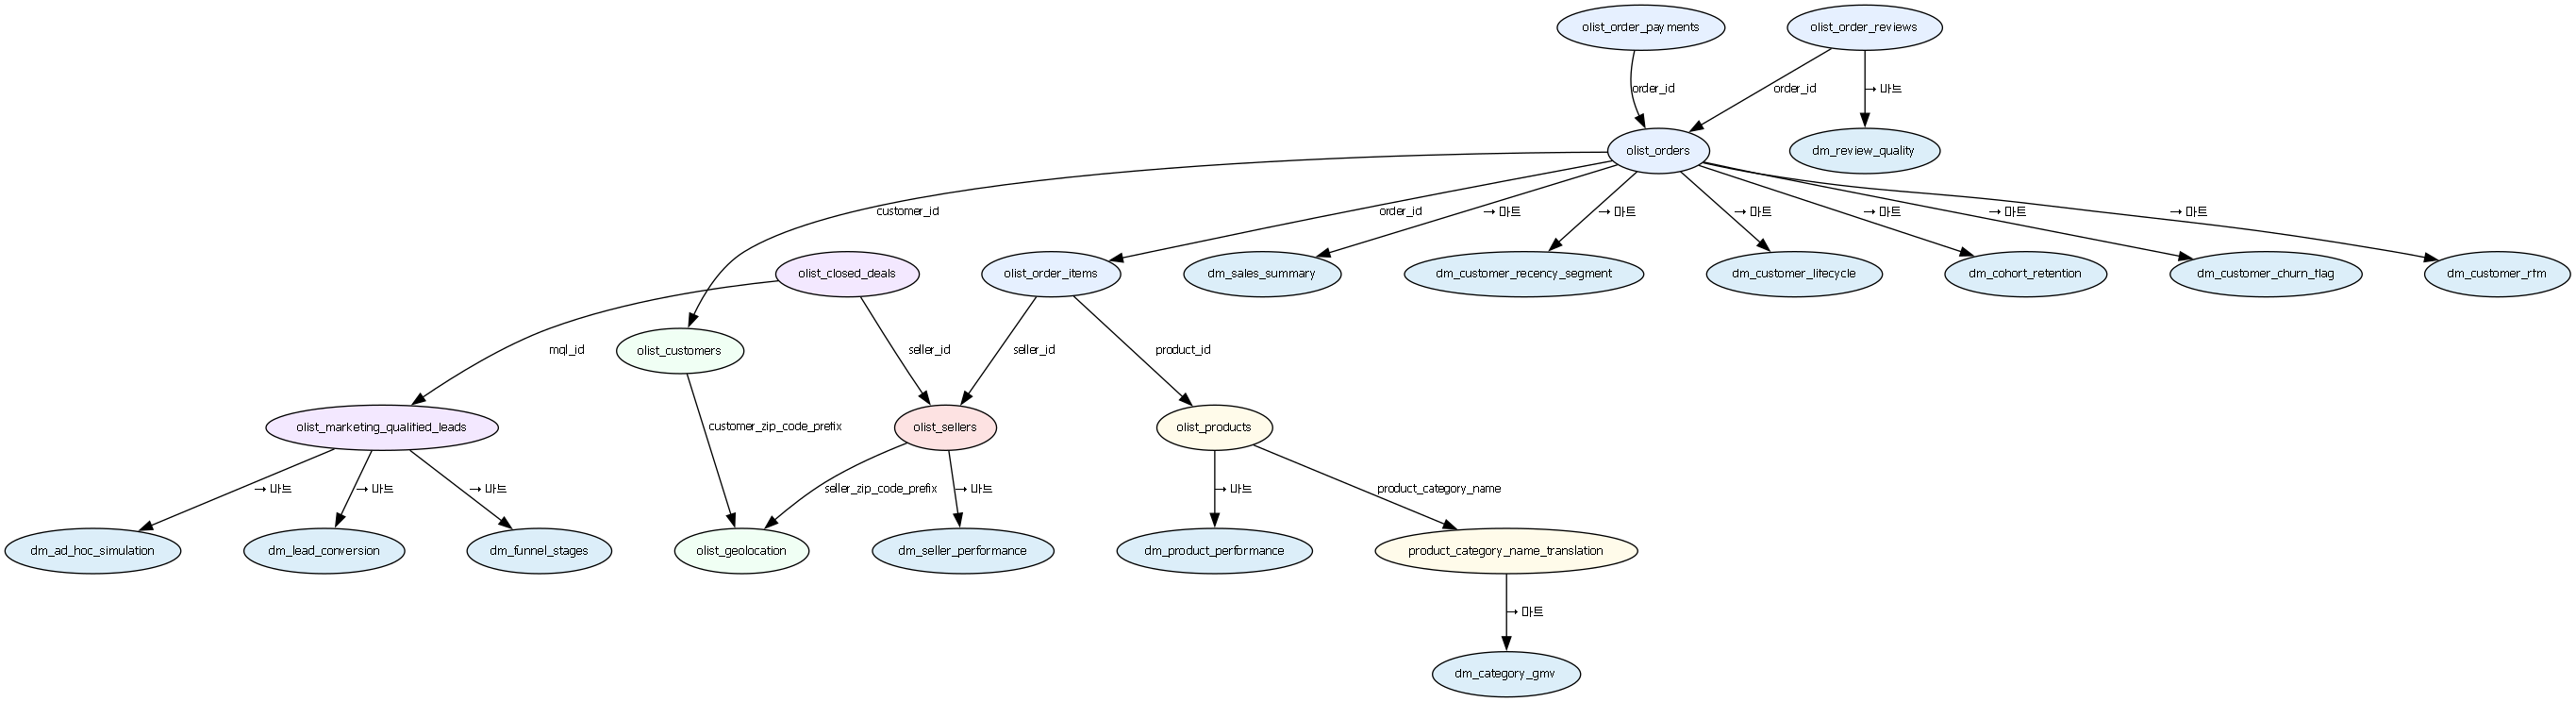 olist_order_payments
olist_order_reviews
order_id
order_id
→ 마트
olist_orders
dm_review_quality
customer_id
order_id
→ 마트
→ 마트
→ 마트
→ 마트
→ 마트
→ 마트
olist_closed_deals
olist_order_items
dm_sales_summary
dm_customer_recency_segment
dm_customer_lifecycle
dm_cohort_retention
dm_customer_churn_flag
dm_customer_rfm
mql_id
olist_customers
seller_id
seller_id
product_id
olist_marketing_qualified_leads
customer_zip_code_prefix
olist_sellers
olist_products
→ 마트
→ 마트
→ 마트
seller_zip_code_prefix
→ 마트
→ 마트
product_category_name
dm_ad_hoc_simulation
dm_lead_conversion
dm_funnel_stages
olist_geolocation
dm_seller_performance
dm_product_performance
product_category_name_translation
→ 마트
dm_category_gmv